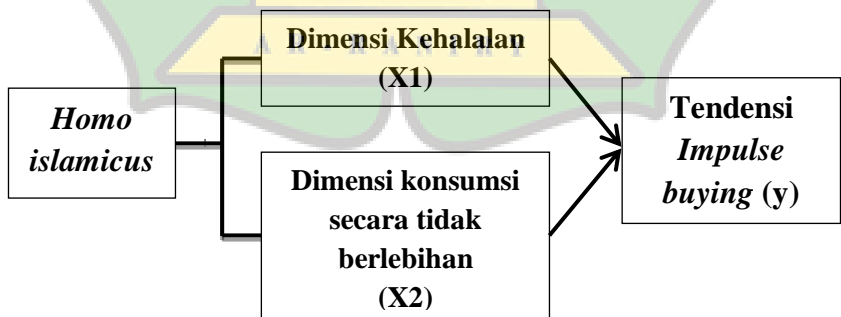 Homo
islamicus
Dimensi Kehalalan
(X1)
Dimensi konsumsi
secara tidak
berlebihan
(X2)
Tendensi
Impulse
buying (y)